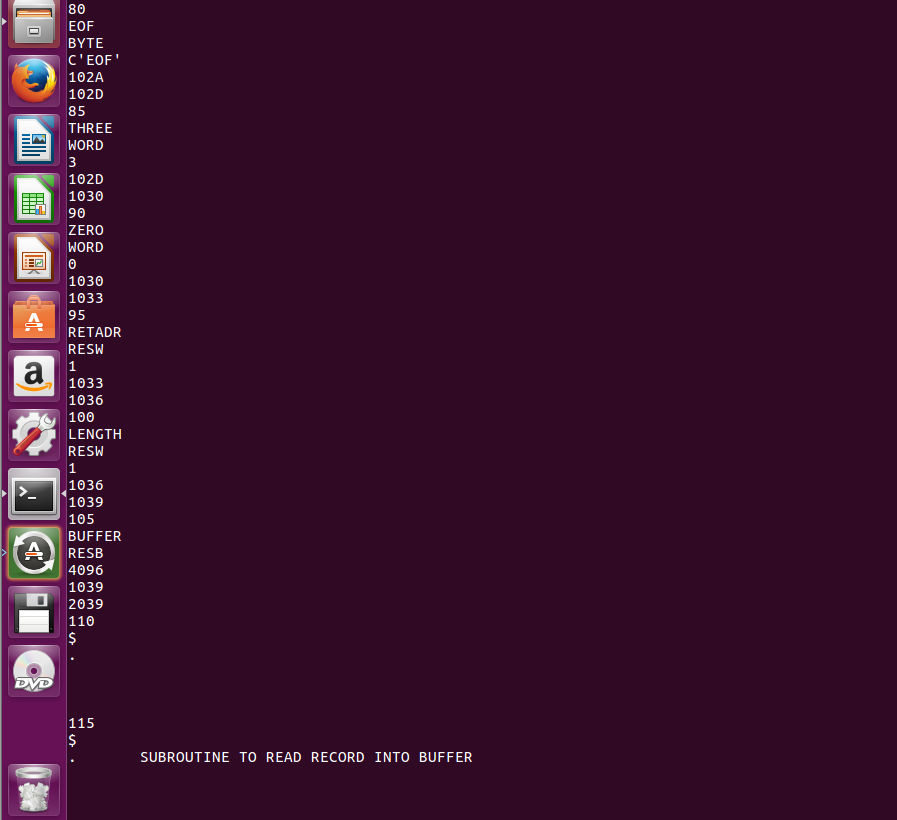 80
EOF
BYTE
C'EOF'
102A
102D
85
THREE
WORD
3
102D
1030
90
ZERO
WORD
0
1030
1033
95
RETADR
RESW
1
1033
1036
100
LENGTH
RESW
1
1036
1039
105
BUFFER
RESB
4096
1039
2039
110
$
.
115
$
.       SUBROUTINE TO READ RECORD INTO BUFFER
a
>_
DVD